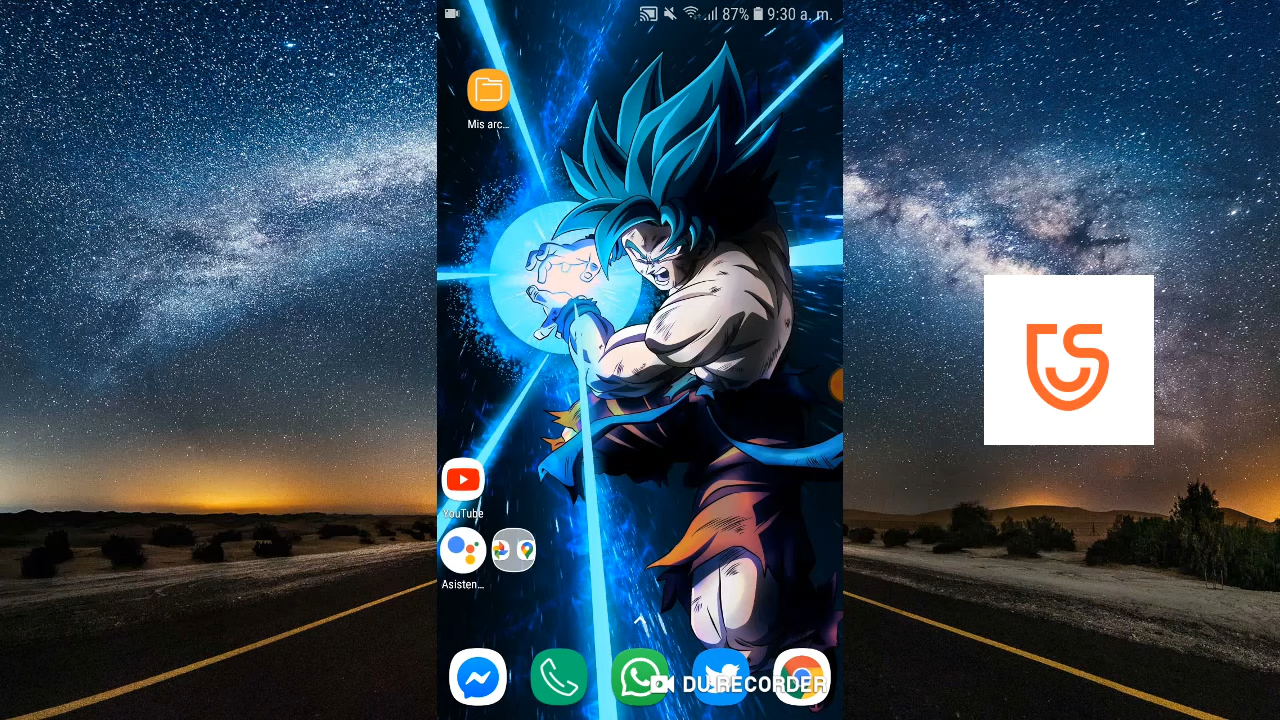 87% 9:30 a. m.
Mis arc...
YouTube
Asisten...
DU RECORDER